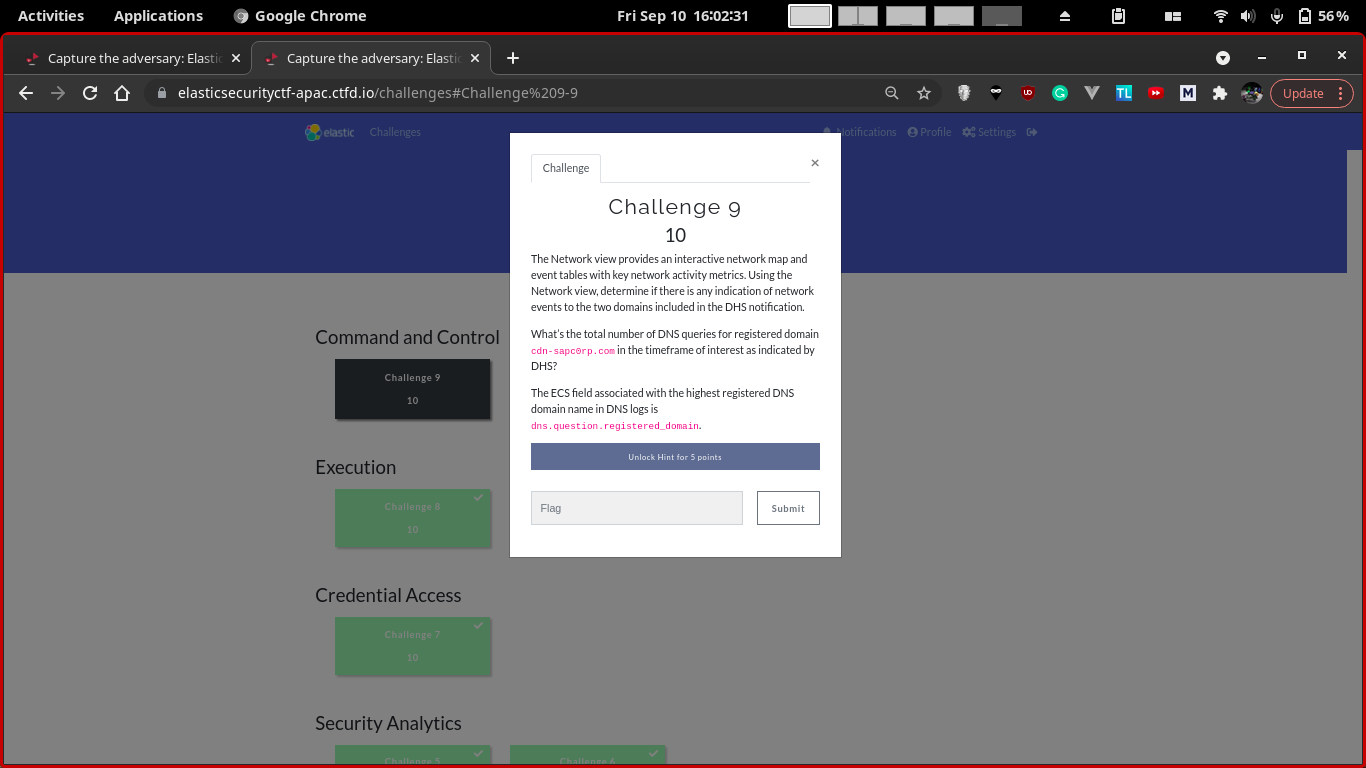 Activities Applications Google Chrome Fri Sep 10 16:02:31 56%
Capture the adversary: Elasti Capture the adversary: Elasti
elasticsecurityctf-apac.ctfd.io/challenges#Challenge%209-9 Update
elastic Challenges Notifications Profile Settings
Challenge
Challenge 9
10
The Network view provides an interactive network map and
event tables with key network activity metrics. Using the
Network view, determine if there is any indication of network
events to the two domains included in the DHS notification.
What's the total number of DNS queries for registered domain
cdn-sapc0rp.com in the timeframe of interest as indicated by
DHS?
The ECS field associated with the highest registered DNS
domain name in DNS logs is
dns.question.registered_domain.
Unlock Hint for 5 points
Flag Submit
Command and Control
Challenge 9
10
Execution
Challenge 8
10
Credential Access
Challenge 7
10
Security Analytics
Challenge 5 Challenge 6